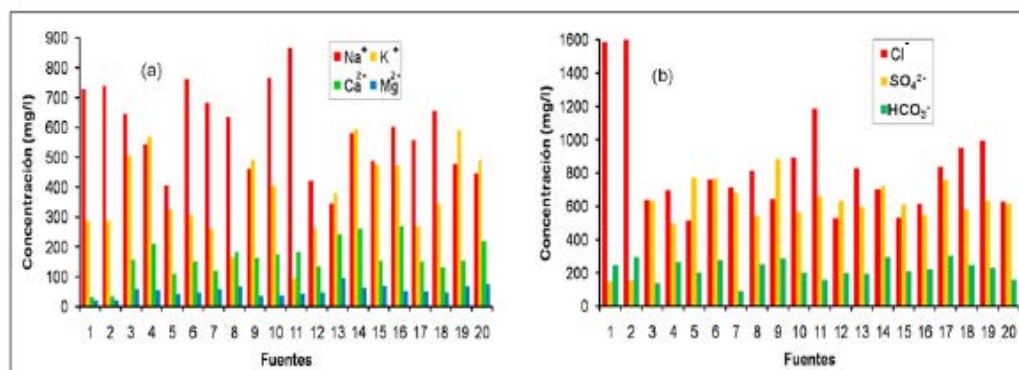 Concentración (mg/l)
900
800
700
600
500
400
300
200
100
0
(a)
Na+ K+
Ca2+ Mg2+
1 2 3 4 5 6 7 8 9 10 11 12 13 14 15 16 17 18 19 20
Fuentes
Concentración (mg/l)
1600
1400
1200
1000
800
600
400
200
0
(b)
Cl-
SO42-
HCO3-
1 2 3 4 5 6 7 8 9 10 11 12 13 14 15 16 17 18 19 20
Fuentes